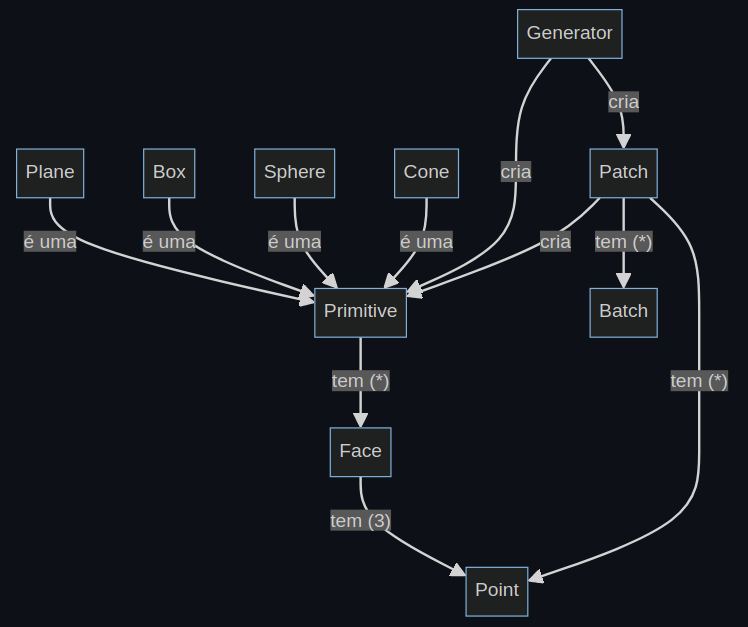 Generator
cria
Plane
Box
Sphere
Cone
cria
Patch
é uma
é uma
é uma
é uma
cria
tem (*)
Primitive
Batch
tem (*)
tem (*)
Face
tem (3)
Point